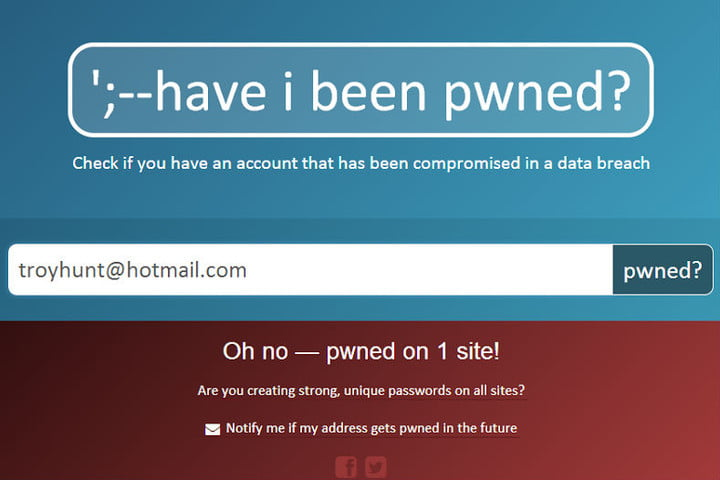 ';--have i been pwned?
Check if you have an account that has been compromised in a data breach
troyhunt@hotmail.com pwned?
Oh no — pwned on 1 site!
Are you creating strong, unique passwords on all sites?
Notify me if my address gets pwned in the future